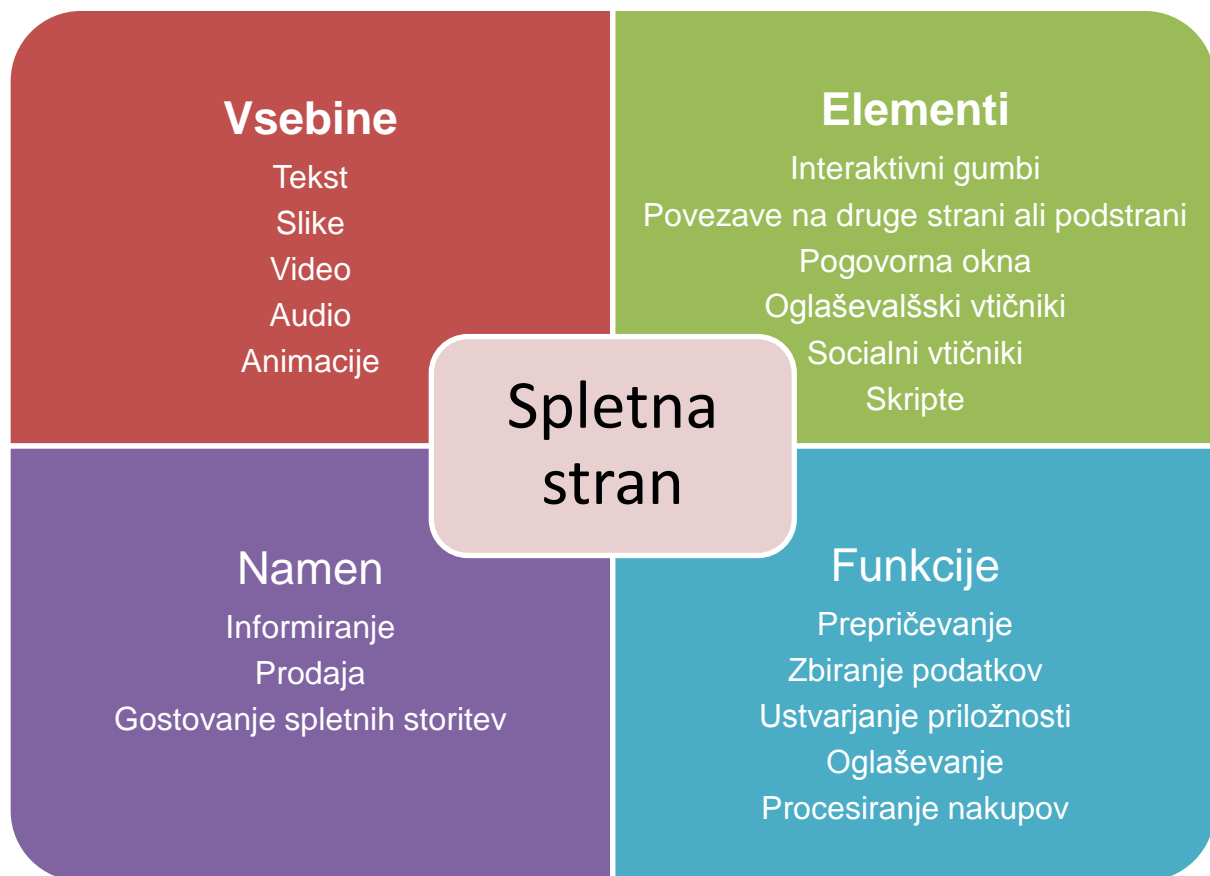 Vsebine
Tekst
Slike
Video
Audio
Animacije
Elementi
Interaktivni gumbi
Povezave na druge strani ali podstrani
Pogovorna okna
Oglaševalšski vtičniki
Socialni vtičniki
Skripte
Spletna
stran
Namen
Informiranje
Prodaja
Gostovanje spletnih storitev
Funkcije
Prepričevanje
Zbiranje podatkov
Ustvarjanje priložnosti
Oglaševanje
Procesiranje nakupov